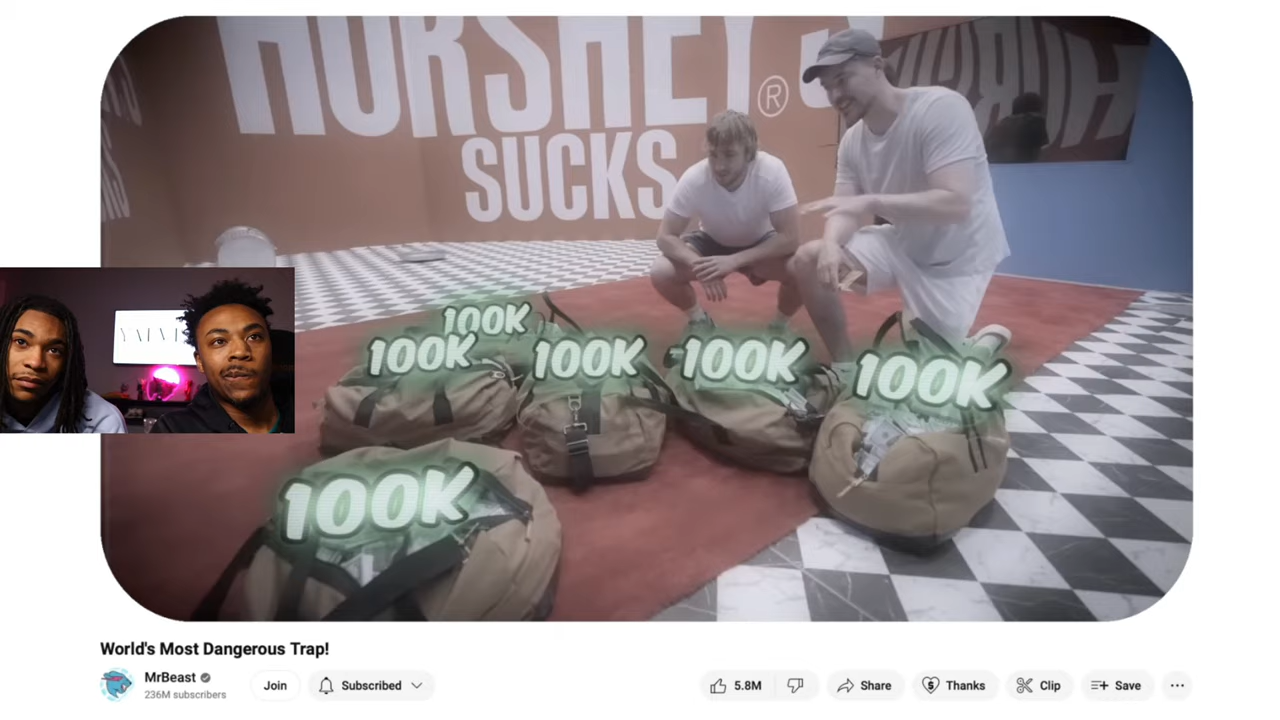 HORSHEY'S
®
SUCKS
100K
100K
100K
100K
100K
100K
World's Most Dangerous Trap!
MrBeast
236M subscribers
Join
Subscribed
5.8M
Share
Thanks
Clip
Save